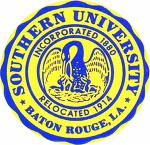 SOUTHERN UNIVERSITY
INCORPORATED 1880
RELOCATED 1914
BATON ROUGE, LA.